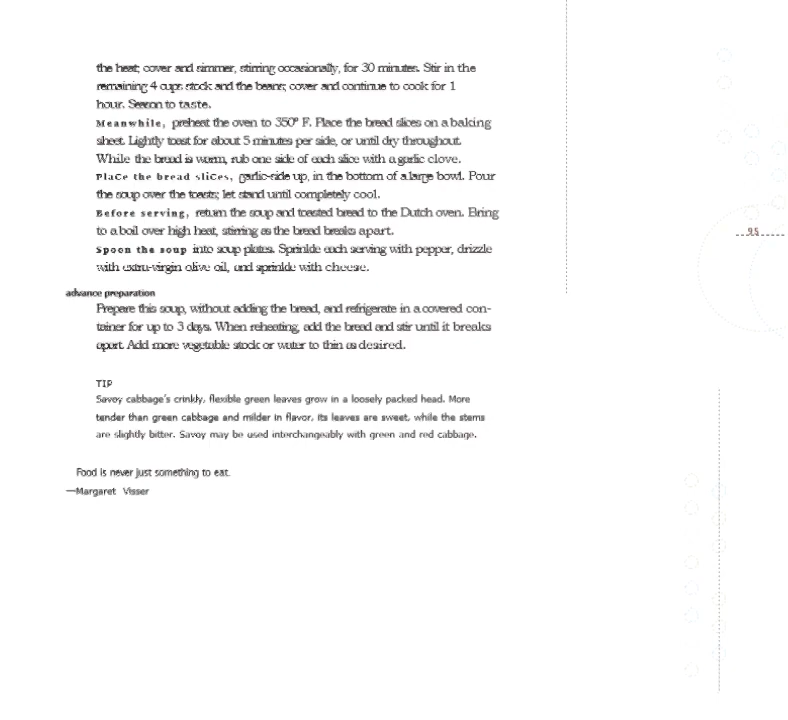 the heat; cover and simmer, stirring occasionally, for 30 minutes. Stir in the
remaining 4 cups stock and the beans; cover and continue to cook for 1
hour. Season to taste.
Meanwhile, preheat the oven to 350° F. Place the bread slices on a baking
sheet. Lightly toast for about 5 minutes per side, or until dry throughout.
While the bread is warm, rub one side of each slice with a garlic clove.
Place the bread slices, garlic-side up, in the bottom of a large bowl. Pour
the soup over the toasts; let stand until completely cool.
Before serving, return the soup and toasted bread to the Dutch oven. Bring
to a boil over high heat, stirring as the bread breaks apart.
95
Spoon the soup into soup plates. Sprinkle each serving with pepper, drizzle
with extra-virgin olive oil, and sprinkle with cheese.
advance preparation
Prepare this soup, without adding the bread, and refrigerate in a covered con-
tainer for up to 3 days. When reheating, add the bread and stir until it breaks
apart. Add more vegetable stock or water to thin as desired.
TIP
Savoy cabbage's crinkly, flexible green leaves grow in a loosely packed head. More
tender than green cabbage and milder in flavor, its leaves are sweet, while the stems
are slightly bitter. Savoy may be used interchangeably with green and red cabbage.
Food is never just something to eat.
—Margaret Visser